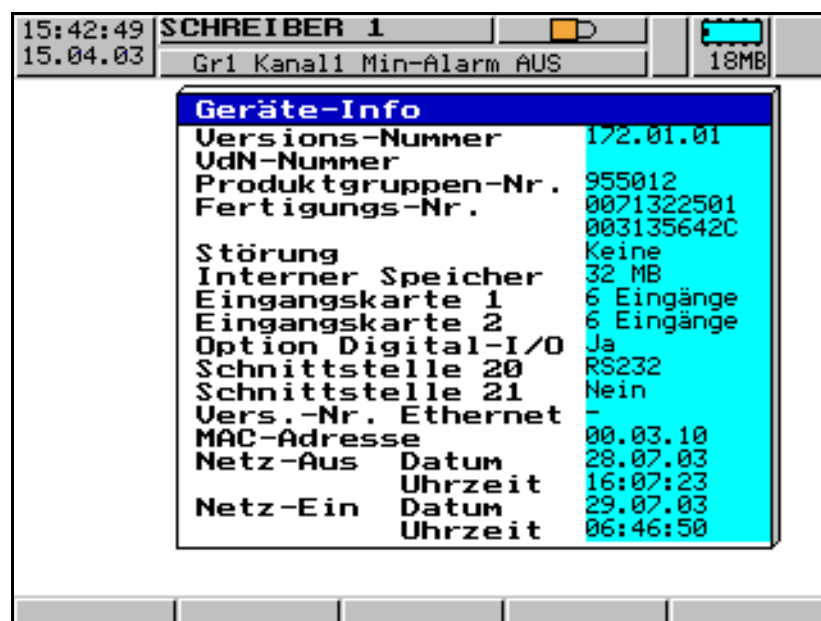 15:42:49 SCHREIBER 1
15.04.03 Gr1 Kanal1 Min-Alarm AUS 18MB
Geräte-Info
Versions-Nummer 172.01.01
VdN-Nummer
Produktgruppen-Nr. 955012
Fertigungs-Nr. 0071322501
003135642C
Störung Keine
Interner Speicher 32 MB
Eingangskarte 1 6 Eingänge
Eingangskarte 2 6 Eingänge
Option Digital-I/O Ja
Schnittstelle 20 RS232
Schnittstelle 21 Nein
Vers.-Nr. Ethernet -
MAC-Adresse 00.03.10
Netz-Aus Datum 28.07.03
Uhrzeit 16:07:23
Netz-Ein Datum 29.07.03
Uhrzeit 06:46:50